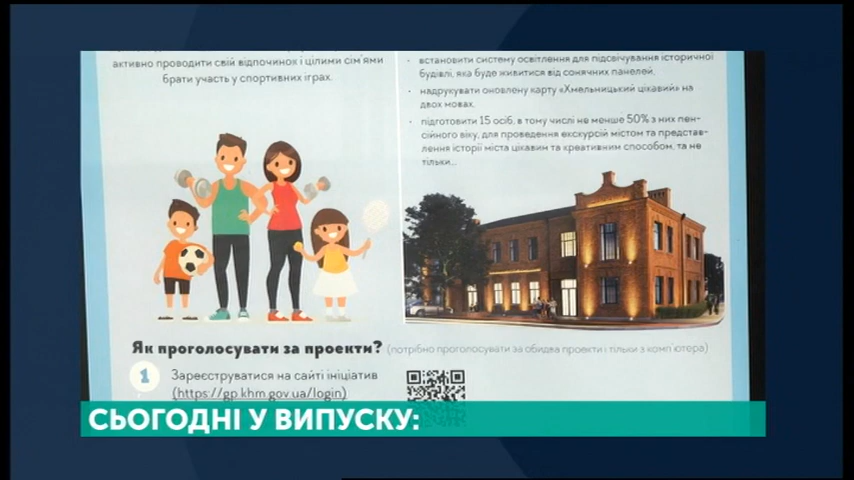 активно проводити свій відпочинок і цілими сім'ями
брати участь у спортивних іграх.
· встановити систему освітлення для підсвічування історичної
будівлі, яка буде живитися від сонячних панелей,
· надрукувати оновлену карту «Хмельницький цікавий» на
двох мовах.
· підготовити 15 осіб, в тому числі не менше 50% з них пен-
сійного віку, для проведення екскурсій містом та представ-
лення історії міста цікавим та креативним способом, та не
тільки...
Як проголосувати за проекти? (потрібно проголосувати за обидва проекти і тільки з комп'ютера)
1 Зареєструватися на сайті ініціатив
(https://gp.khm.gov.ua/login)
СЬОГОДНІ У ВИПУСКУ: